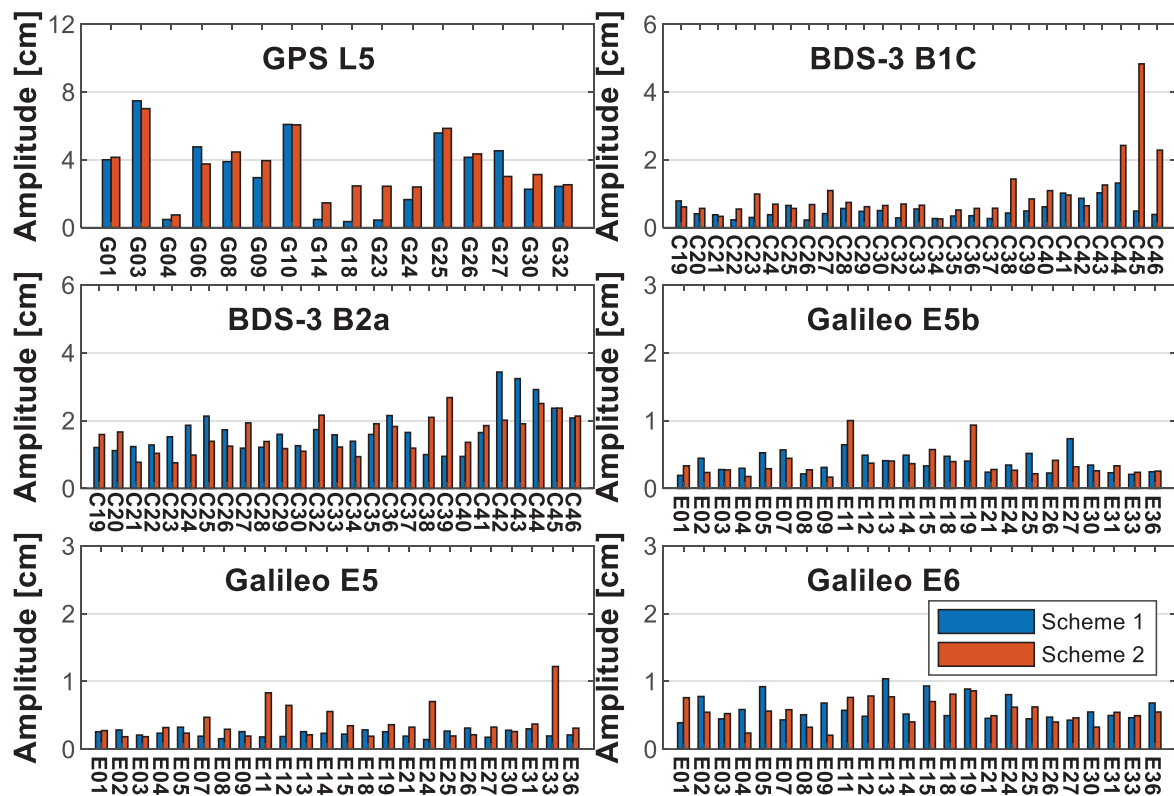 Amplitude [cm]
12
8
4
0
GPS L5
G01 G03 G04 G06 G08 G09 G10 G14 G18 G23 G24 G25 G26 G27 G30 G32
Amplitude [cm]
6
4
2
0
BDS-3 B1C
C19 C20 C21 C22 C23 C24 C25 C26 C27 C28 C29 C30 C32 C33 C34 C35 C36 C37 C38 C39 C40 C41 C42 C43 C44 C45 C46
Amplitude [cm]
6
4
2
0
BDS-3 B2a
C19 C20 C21 C22 C23 C24 C25 C26 C27 C28 C29 C30 C32 C33 C34 C35 C36 C37 C38 C39 C40 C41 C42 C43 C44 C45 C46
Amplitude [cm]
3
2
1
0
Galileo E5b
E01 E02 E03 E04 E05 E07 E08 E09 E11 E12 E13 E14 E15 E18 E19 E21 E24 E25 E26 E27 E30 E31 E33 E36
Amplitude [cm]
3
2
1
0
Galileo E5
E01 E02 E03 E04 E05 E07 E08 E09 E11 E12 E13 E14 E15 E18 E19 E21 E24 E25 E26 E27 E30 E31 E33 E36
Amplitude [cm]
3
2
1
0
Galileo E6
Scheme 1
Scheme 2
E01 E02 E03 E04 E05 E07 E08 E09 E11 E12 E13 E14 E15 E18 E19 E21 E24 E25 E26 E27 E30 E31 E33 E36